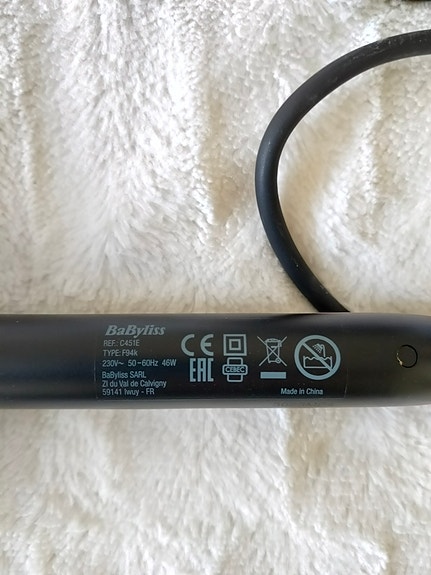 BaByliss
REF.: C451E
TYPE: F94k
230V~ 50-60Hz 46W
BaByliss SARL
ZI du Val de Calvigny
59141 Iwuy - FR
CE
EAC
CEBEC
Made in China